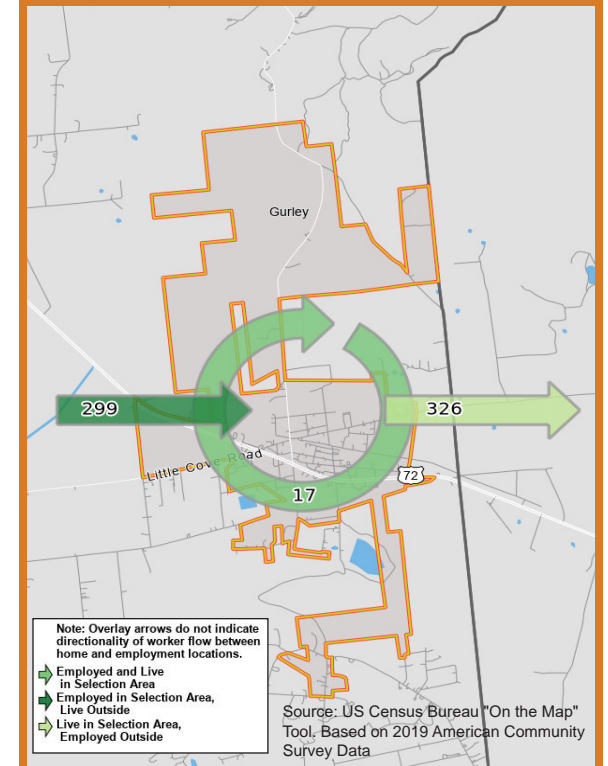 Gurley
299
326
Little Cove Road
72
17
Note: Overlay arrows do not indicate
directionality of worker flow between
home and employment locations.
Employed and Live
in Selection Area
Employed in Selection Area,
Live Outside
Live in Selection Area,
Employed Outside
Source: US Census Bureau "On the Map"
Tool, Based on 2019 American Community
Survey Data